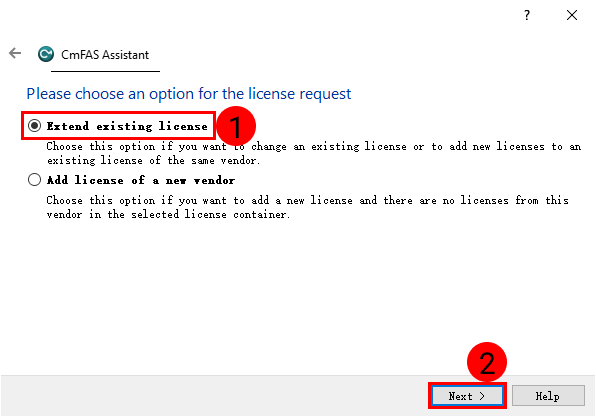 ?
CmFAS Assistant
Please choose an option for the license request
Extend existing license
1
Choose this option if you want to change an existing license or to add new licenses to an
existing license of the same vendor.
Add license of a new vendor
Choose this option if you want to add a new license and there are no licenses from this
vendor in the selected license container.
2
Next >
Help